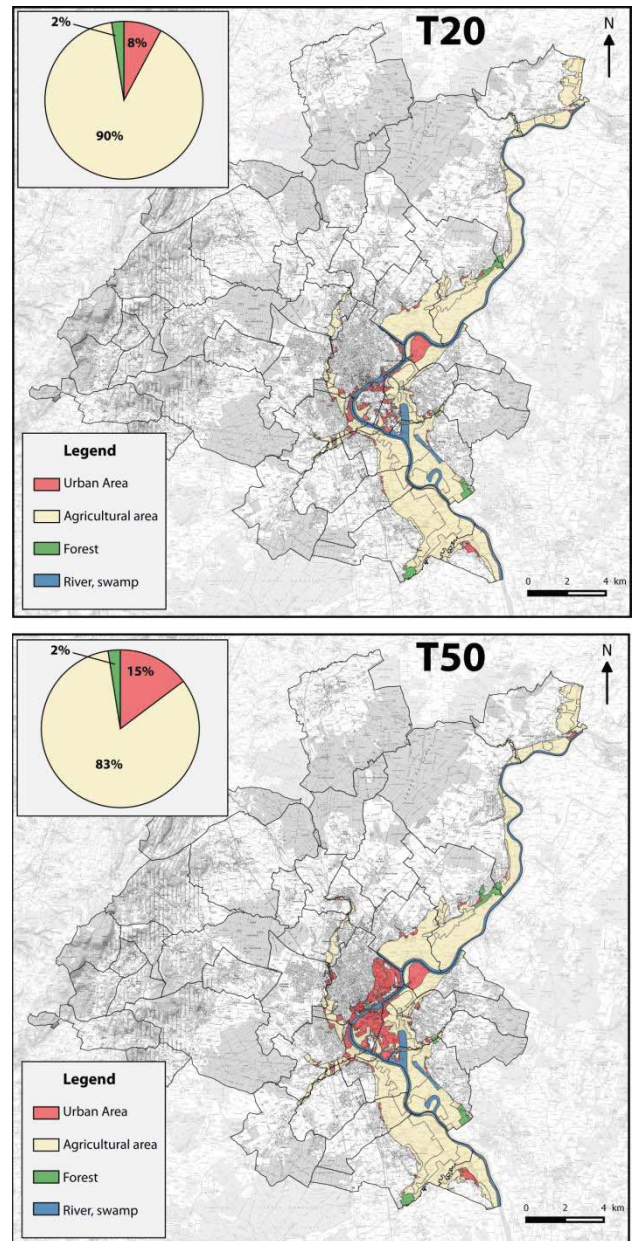 T20
N
2%
8%
90%
Legend
Urban Area
Agricultural area
Forest
River, swamp
0 2 4 km
T50
N
2%
15%
83%
Legend
Urban Area
Agricultural area
Forest
River, swamp
0 2 4 km